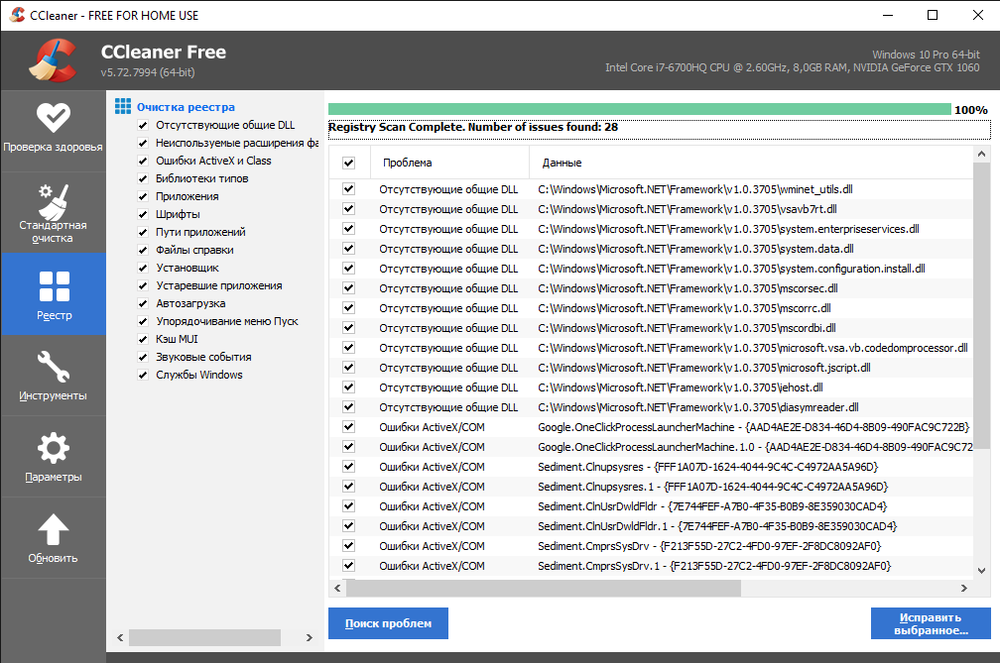 CCleaner - FREE FOR HOME USE
CCleaner Free
v5.72.7994 (64-bit)
Windows 10 Pro 64-bit
Intel Core i7-6700HQ CPU @ 2.60GHz, 8,0GB RAM, NVIDIA GeForce GTX 1060
Проверка здоровья
Стандартная
очистка
Реестр
Инструменты
Параметры
Обновить
Очистка реестра
Отсутствующие общие DLL
Неиспользуемые расширения фа
Ошибки ActiveX и Class
Библиотеки типов
Приложения
Шрифты
Пути приложений
Файлы справки
Установщик
Устаревшие приложения
Автозагрузка
Упорядочивание меню Пуск
Кэш MUI
Звуковые события
Службы Windows
100%
Registry Scan Complete. Number of issues found: 28
Проблема Данные
Отсутствующие общие DLL C:\Windows\Microsoft.NET\Framework\v1.0.3705\wminet_utils.dll
Отсутствующие общие DLL C:\Windows\Microsoft.NET\Framework\v1.0.3705\vsavb7rt.dll
Отсутствующие общие DLL C:\Windows\Microsoft.NET\Framework\v1.0.3705\system.enterpriseservices.dll
Отсутствующие общие DLL C:\Windows\Microsoft.NET\Framework\v1.0.3705\system.data.dll
Отсутствующие общие DLL C:\Windows\Microsoft.NET\Framework\v1.0.3705\system.configuration.install.dll
Отсутствующие общие DLL C:\Windows\Microsoft.NET\Framework\v1.0.3705\mscorsec.dll
Отсутствующие общие DLL C:\Windows\Microsoft.NET\Framework\v1.0.3705\mscorrc.dll
Отсутствующие общие DLL C:\Windows\Microsoft.NET\Framework\v1.0.3705\mscordbi.dll
Отсутствующие общие DLL C:\Windows\Microsoft.NET\Framework\v1.0.3705\microsoft.vsa.vb.codedomprocessor.dll
Отсутствующие общие DLL C:\Windows\Microsoft.NET\Framework\v1.0.3705\microsoft.jscript.dll
Отсутствующие общие DLL C:\Windows\Microsoft.NET\Framework\v1.0.3705\iehost.dll
Отсутствующие общие DLL C:\Windows\Microsoft.NET\Framework\v1.0.3705\diasymreader.dll
Ошибки ActiveX/COM Google.OneClickProcessLauncherMachine - {AAD4AE2E-D834-46D4-8B09-490FAC9C722B}
Ошибки ActiveX/COM Google.OneClickProcessLauncherMachine.1.0 - {AAD4AE2E-D834-46D4-8B09-490FAC9C72
Ошибки ActiveX/COM Sediment.Clnupsysres - {FFF1A07D-1624-4044-9C4C-C4972AA5A96D}
Ошибки ActiveX/COM Sediment.Clnupsysres.1 - {FFF1A07D-1624-4044-9C4C-C4972AA5A96D}
Ошибки ActiveX/COM Sediment.ClnUsrDwldFldr - {7E744FEF-A7B0-4F35-B0B9-8E359030CAD4}
Ошибки ActiveX/COM Sediment.ClnUsrDwldFldr.1 - {7E744FEF-A7B0-4F35-B0B9-8E359030CAD4}
Ошибки ActiveX/COM Sediment.CmprsSysDrv - {F213F55D-27C2-4FD0-97EF-2F8DC8092AF0}
Ошибки ActiveX/COM Sediment.CmprsSysDrv.1 - {F213F55D-27C2-4FD0-97EF-2F8DC8092AF0}
Поиск проблем
Исправить
выбранное...